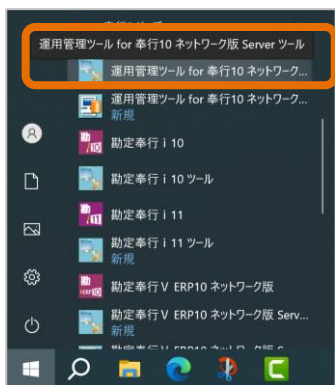 運用管理ツール for 奉行10 ネットワーク版 Server ツール
運用管理ツール for 奉行10 ネットワーク...
運用管理ツール for 奉行10 ネットワーク...
新規
勘定奉行 i 10
勘定奉行 i 10 ツール
勘定奉行 i 11
勘定奉行 i 11 ツール
新規
勘定奉行 V ERP10 ネットワーク版
勘定奉行 V ERP10 ネットワーク版 Serv...
新規